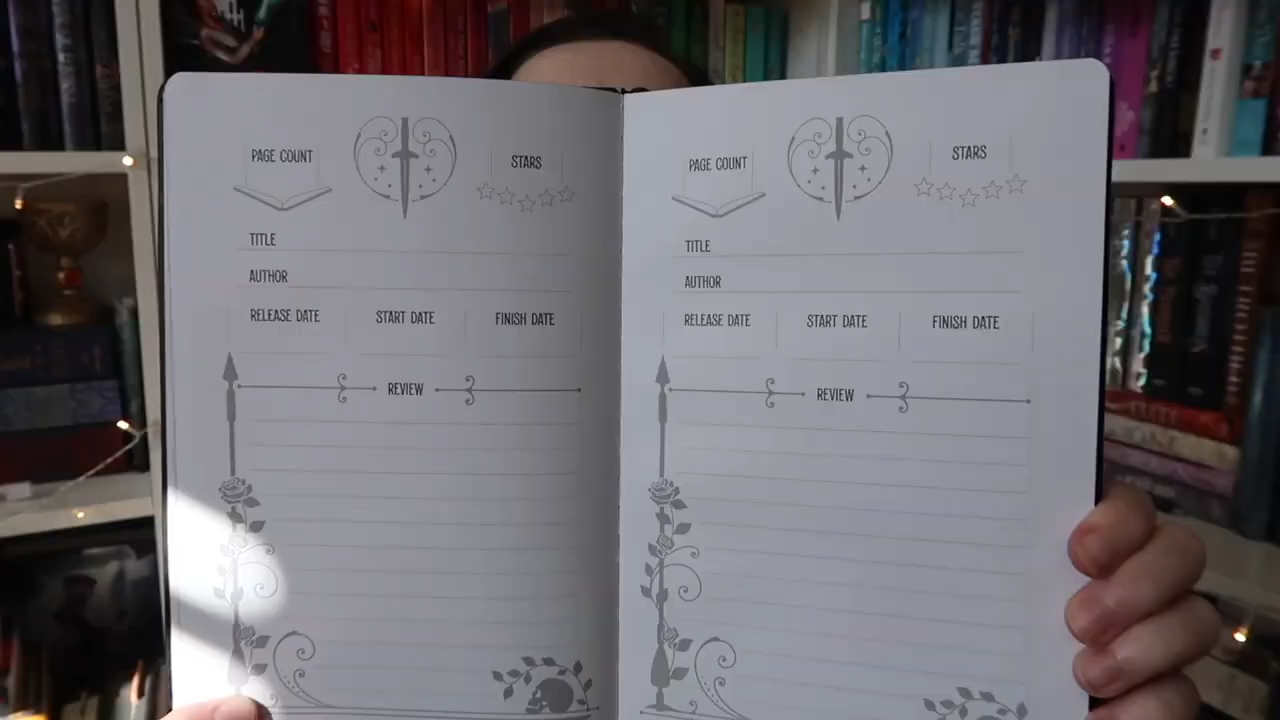 PAGE COUNT
STARS
TITLE
AUTHOR
RELEASE DATE START DATE FINISH DATE
REVIEW
PAGE COUNT
STARS
TITLE
AUTHOR
RELEASE DATE START DATE FINISH DATE
REVIEW